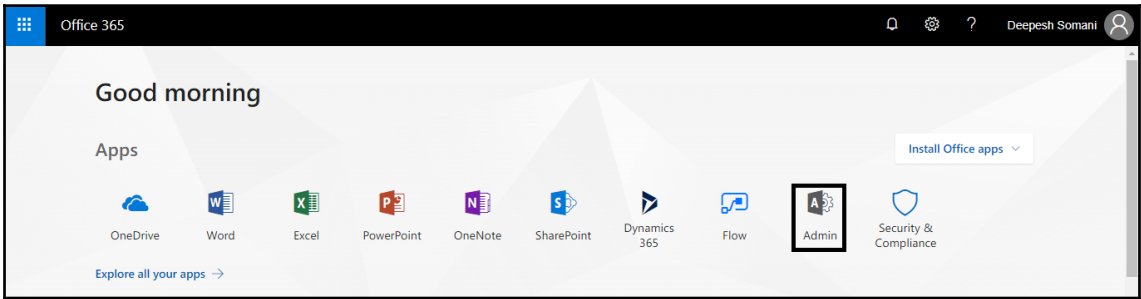 Office 365
? Deepesh Somani
Good morning
Apps
Install Office apps
OneDrive Word Excel PowerPoint OneNote SharePoint Dynamics 365 Flow Admin Security & Compliance
Explore all your apps →